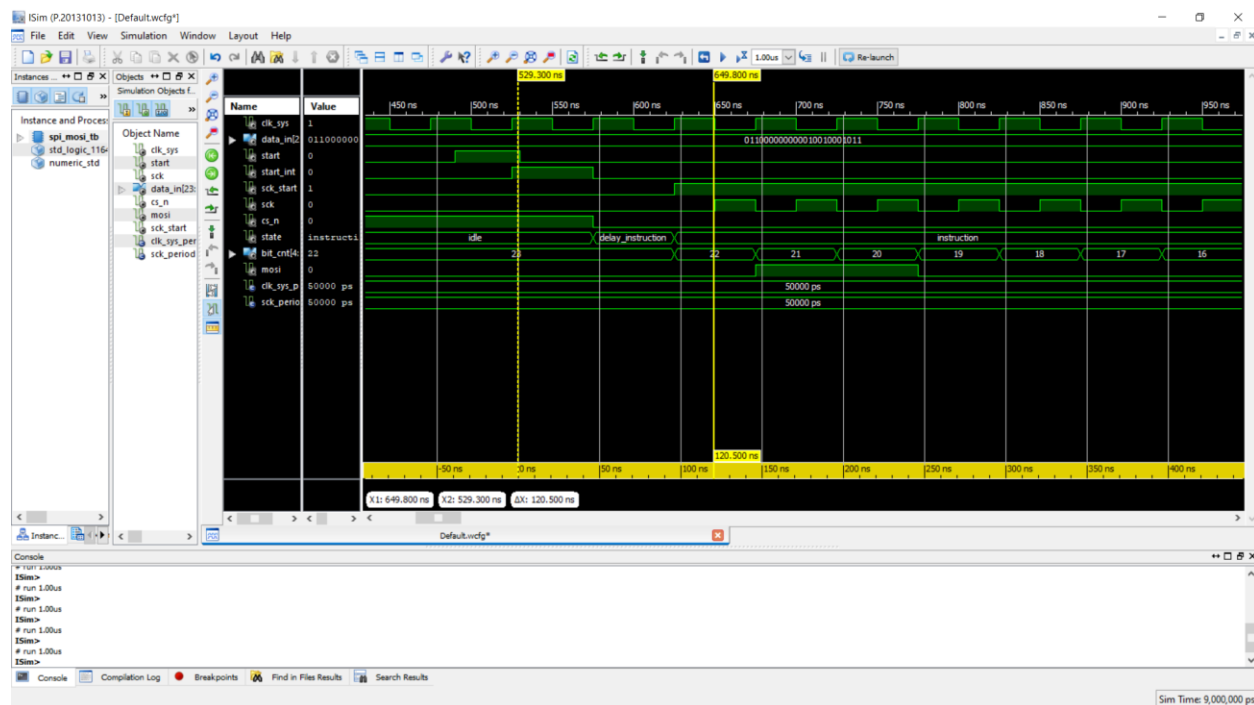 ISim (P.20131013) - [Default.wcfg*]
File Edit View Simulation Window Layout Help
1.00us Re-launch
Instances ... Objects
Simulation Objects f...
Instance and Process
spi_mosi_tb
std_logic_1164
numeric_std
Object Name
clk_sys
start
sck
data_in[23:
cs_n
mosi
sck_start
clk_sys_per
sck_period
529.300 ns 649.800 ns
Name Value
450 ns 500 ns 550 ns 600 ns 650 ns 700 ns 750 ns 800 ns 850 ns 900 ns 950 ns
clk_sys 1
data_in[2 011000000 011000000000100100001011
start 0
start_int 0
sck_start 1
sck 0
cs_n 0
state instructi idle delay_instruction instruction
bit_cnt[4: 22 23 22 21 20 19 18 17 16
mosi 0
clk_sys_p 50000 ps 50000 ps
sck_perio 50000 ps 50000 ps
120.500 ns
-50 ns 0 ns 50 ns 100 ns 150 ns 200 ns 250 ns 300 ns 350 ns 400 ns
X1: 649.800 ns X2: 529.300 ns ΔX: 120.500 ns
Instanc... Default.wcfg*
Console
# run 1.00us
ISim>
# run 1.00us
ISim>
# run 1.00us
ISim>
# run 1.00us
ISim>
# run 1.00us
ISim>
Console Compilation Log Breakpoints Find in Files Results Search Results
Sim Time: 9,000,000 ps